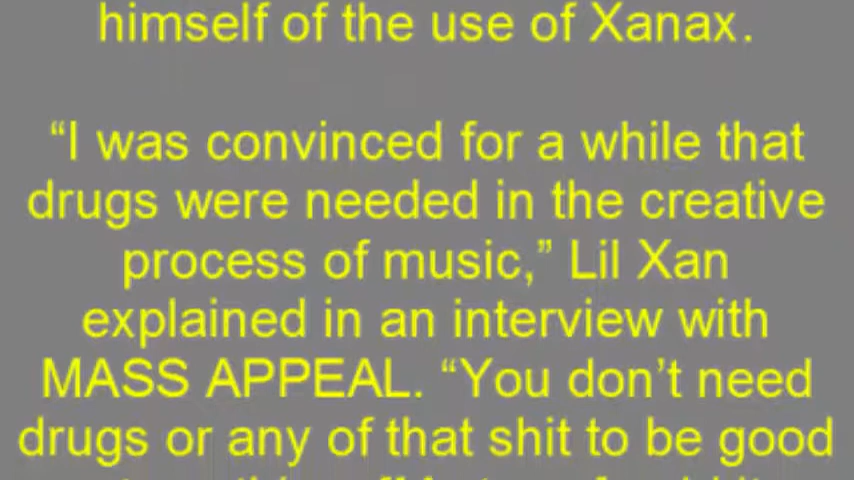 himself of the use of Xanax.
“I was convinced for a while that
drugs were needed in the creative
process of music,” Lil Xan
explained in an interview with
MASS APPEAL. “You don’t need
drugs or any of that shit to be good